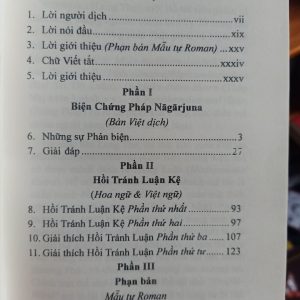 1. Lời người dịch vii
2. Lời nói đầu xix
3. Lời giới thiệu (Phạn bản Mẫu tự Roman) xxv
4. Chữ Viết tắt xxxiv
5. Lời giới thiệu xxxv
Phần I
Biện Chứng Pháp Nāgārjuna
(Bản Việt dịch)
6. Những sự Phản biện 3
7. Giải đáp 27
Phần II
Hồi Tránh Luận Kệ
(Hoa ngữ & Việt ngữ)
8 Hồi Tránh Luận Kệ Phần thứ nhất 93
9 Hồi Tránh Luận Kệ Phần thứ hai 97
10. Giải thích Hồi Tránh Luận Phần thứ ba 107
11. Giải thích Hồi Tránh Luận Phần thứ tư 123
Phần III
Phạn bản
Mẫu tự Roman